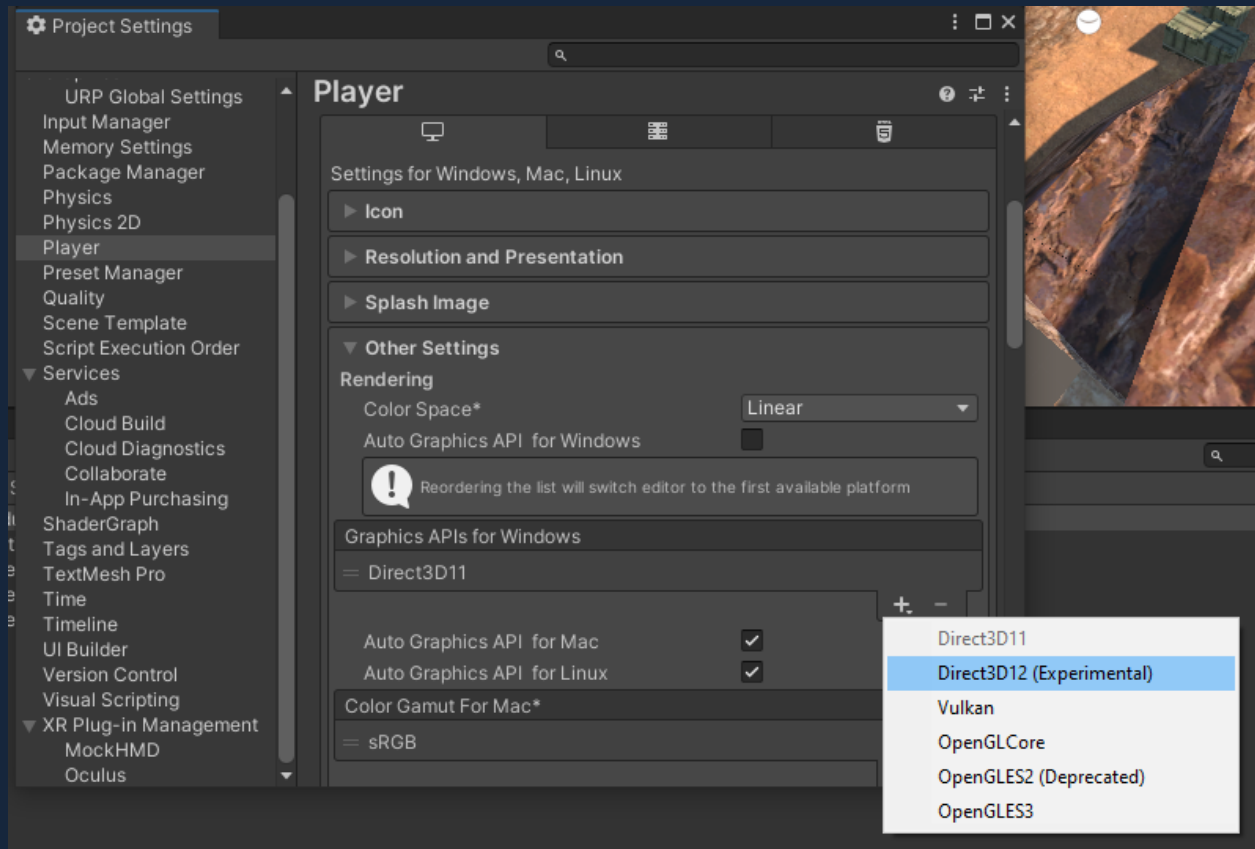 Project Settings
URP Global Settings
Input Manager
Memory Settings
Package Manager
Physics
Physics 2D
Player
Preset Manager
Quality
Scene Template
Script Execution Order
Services
Ads
Cloud Build
Cloud Diagnostics
Collaborate
In-App Purchasing
ShaderGraph
Tags and Layers
TextMesh Pro
Time
Timeline
UI Builder
Version Control
Visual Scripting
XR Plug-in Management
MockHMD
Oculus
Player
Settings for Windows, Mac, Linux
Icon
Resolution and Presentation
Splash Image
Other Settings
Rendering
Color Space* Linear
Auto Graphics API for Windows
Reordering the list will switch editor to the first available platform
Graphics APIs for Windows
Direct3D11
Auto Graphics API for Mac
Auto Graphics API for Linux
Color Gamut For Mac*
sRGB
Direct3D11
Direct3D12 (Experimental)
Vulkan
OpenGLCore
OpenGLES2 (Deprecated)
OpenGLES3